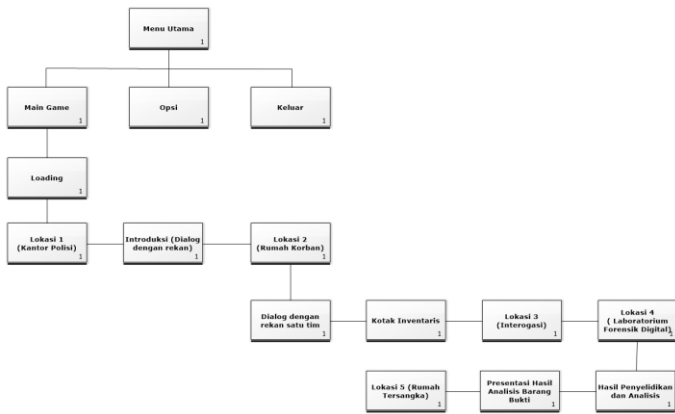 Menu Utama
1
Main Game
1
Opsi
1
Keluar
1
Loading
1
Lokasi 1
(Kantor Polisi)
1
Introduksi (Dialog
dengan rekan)
1
Lokasi 2
(Rumah Korban)
1
Dialog dengan
rekan satu tim
1
Kotak Inventaris
1
Lokasi 3
(Interogasi)
1
Lokasi 4
( Laboratorium
Forensik Digital)
1
Lokasi 5 (Rumah
Tersangka)
1
Presentasi Hasil
Analisis Barang
Bukti
1
Hasil Penyelidikan
dan Analisis
1